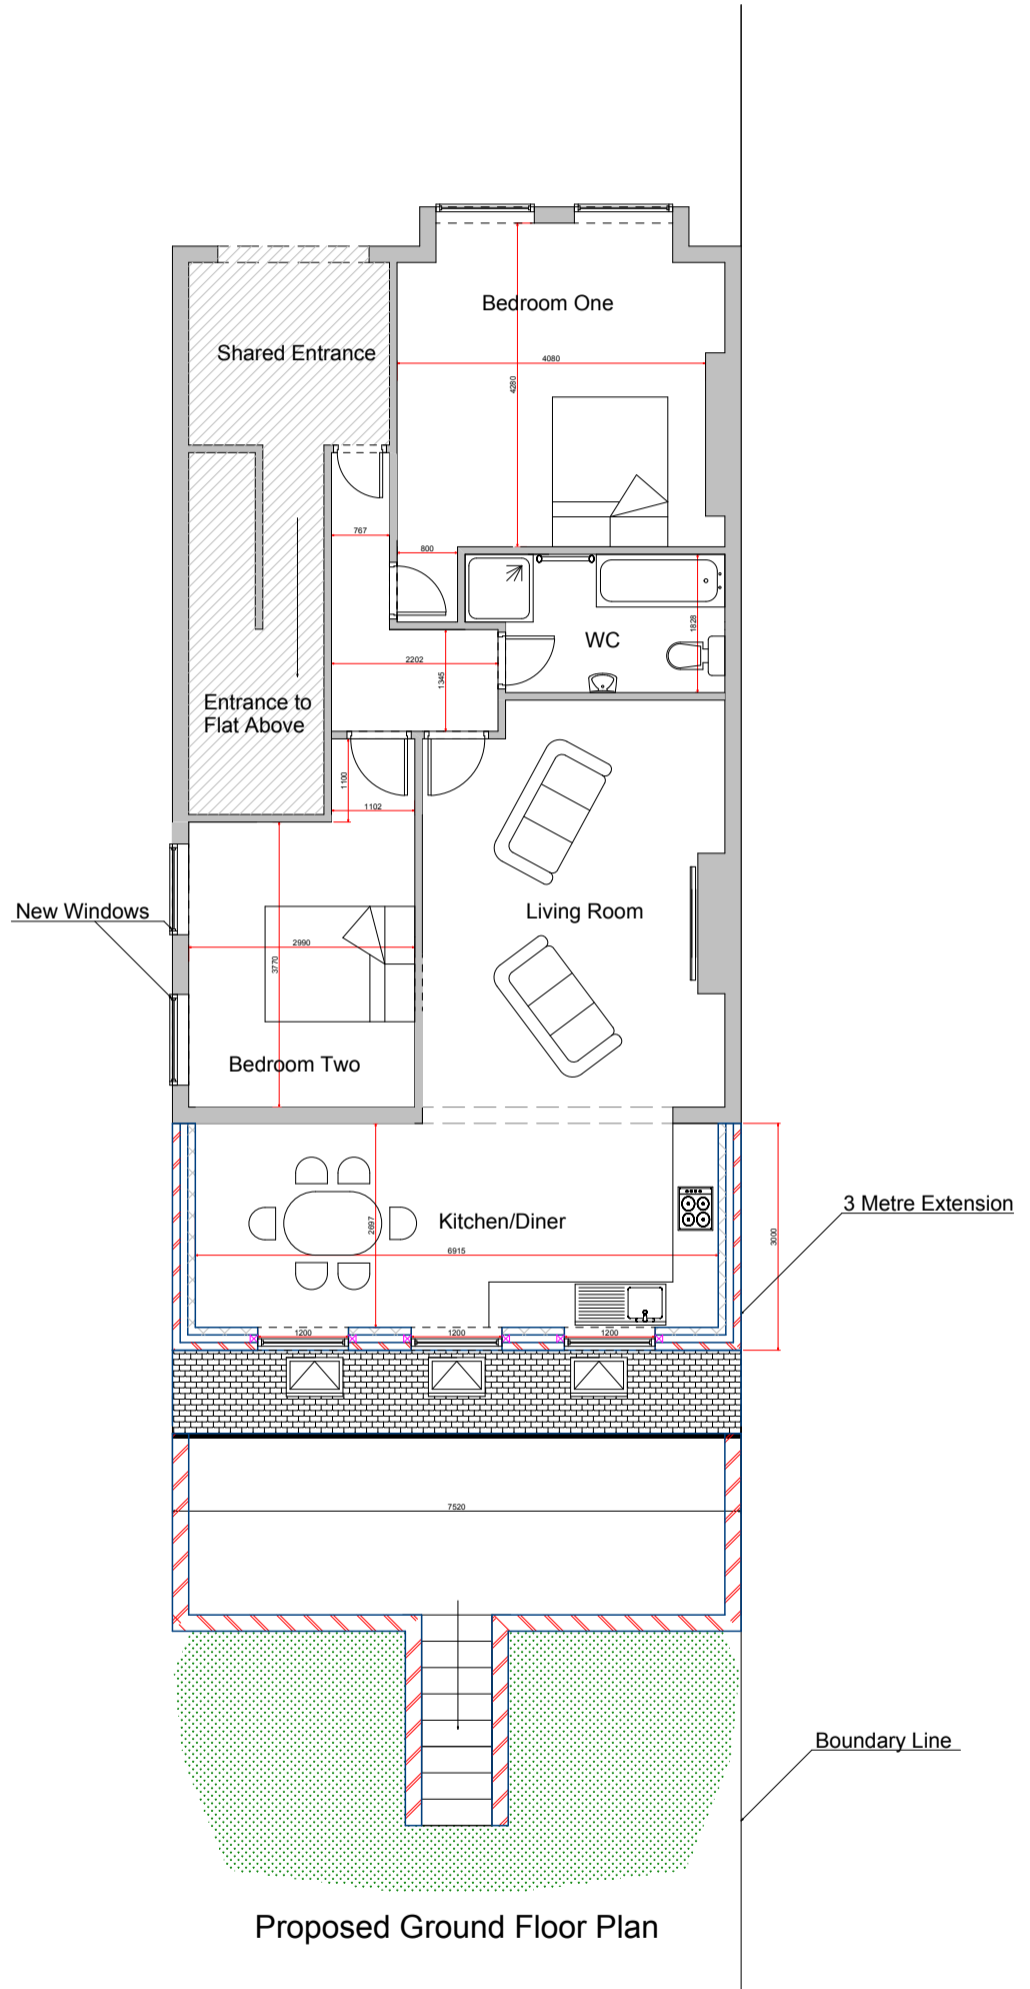 Bedroom One
Shared Entrance
4080
4280
767
800
WC
1828
2202
1345
Entrance to
Flat Above
1100
1102
New Windows
Living Room
2990
3770
Bedroom Two
3 Metre Extension
Kitchen/Diner
2697
6915
3000
1200
1200
1200
7520
Boundary Line
Proposed Ground Floor Plan